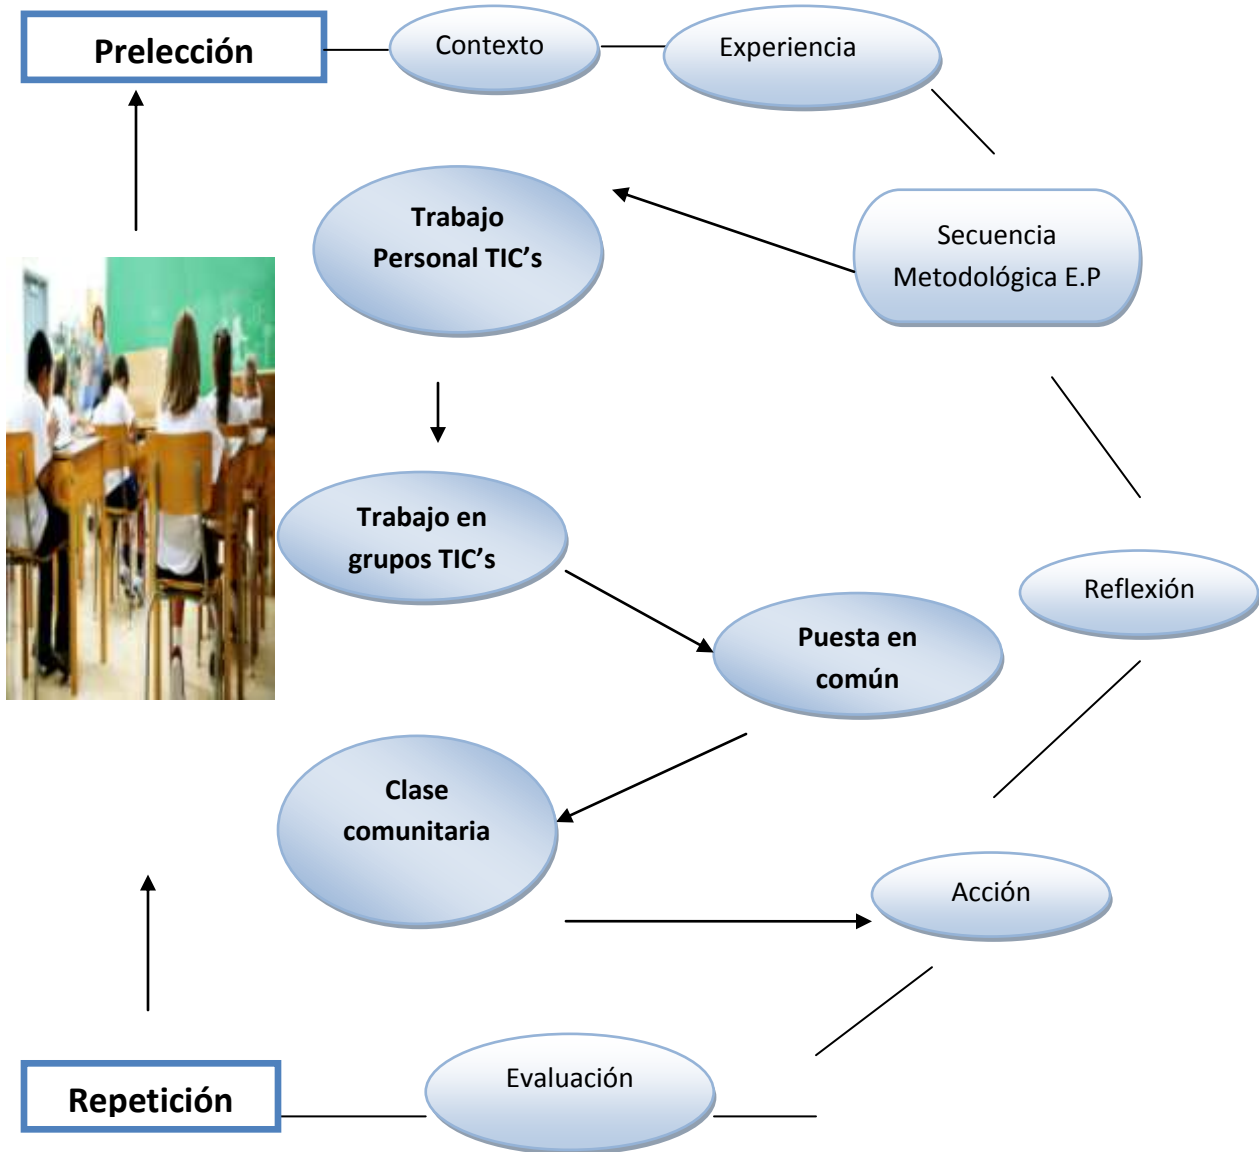 Prelección
Contexto
Experiencia
Trabajo
Personal TIC’s
Secuencia
Metodológica E.P
Trabajo en
grupos TIC’s
Reflexión
Puesta en
común
Clase
comunitaria
Acción
Evaluación
Repetición